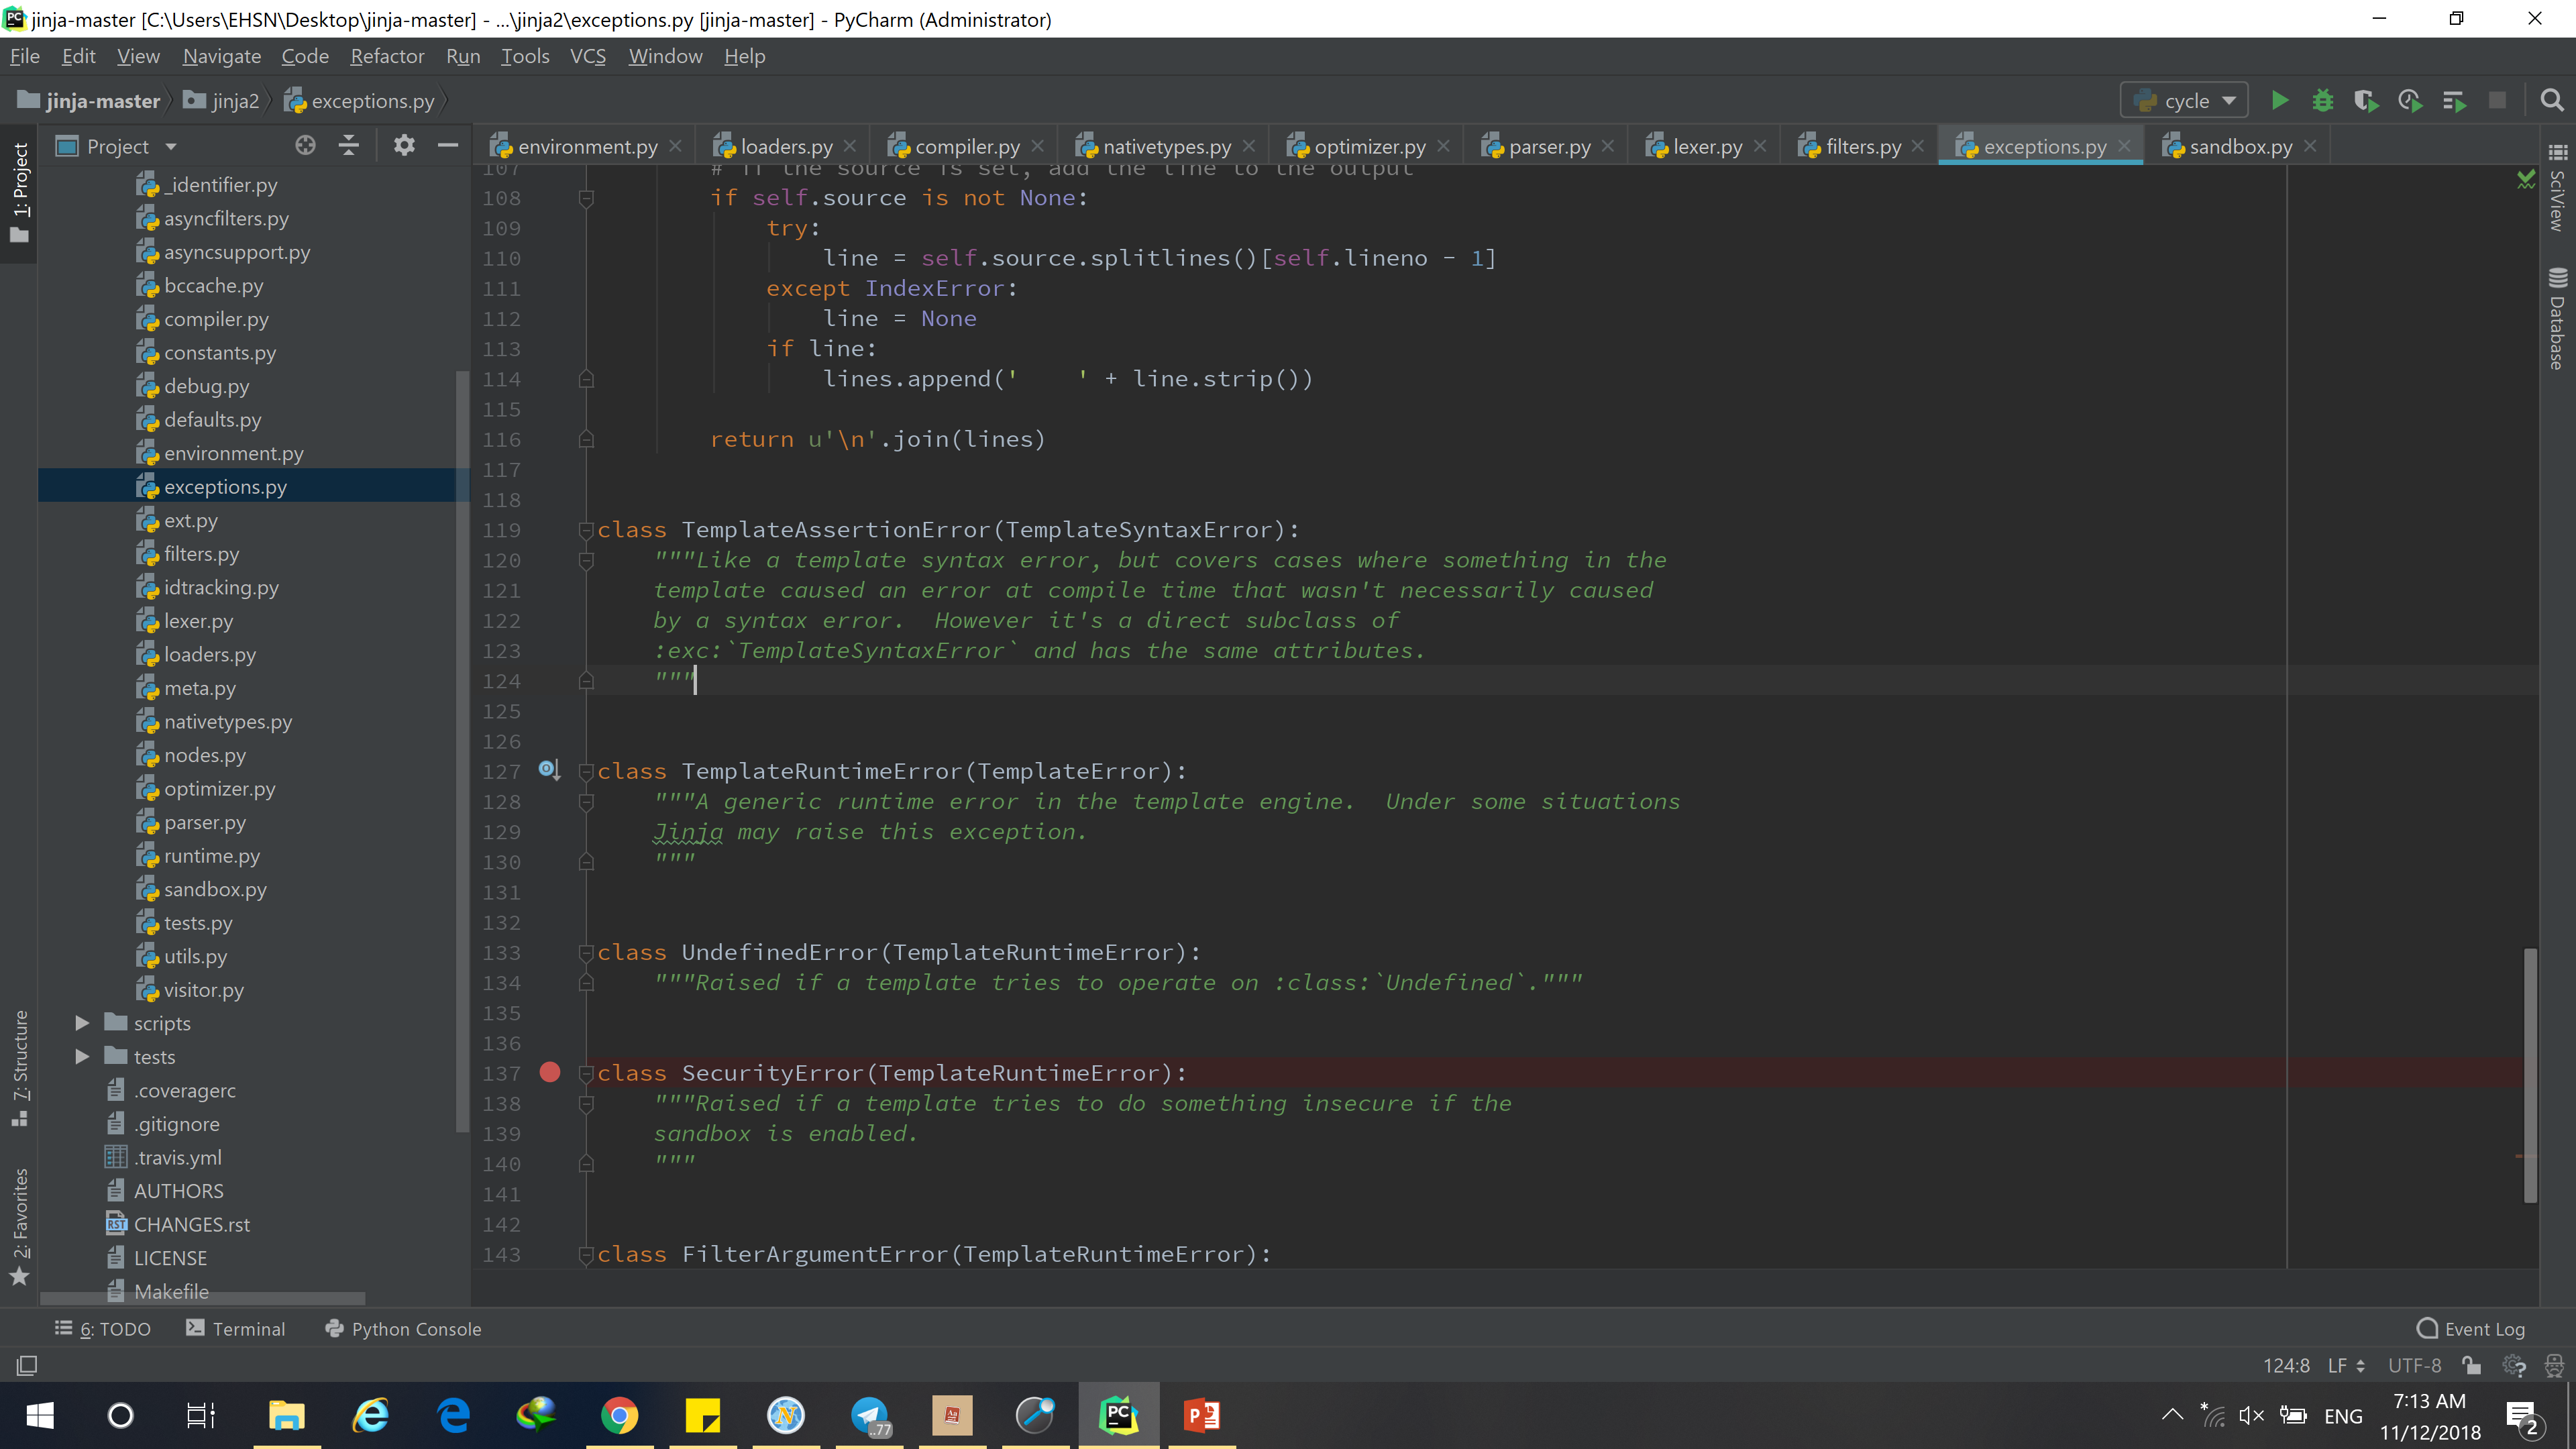 jinja-master [C:\Users\EHSN\Desktop\jinja-master] - ...\jinja2\exceptions.py [jinja-master] - PyCharm (Administrator)
File Edit View Navigate Code Refactor Run Tools VCS Window Help
jinja-master jinja2 exceptions.py cycle
Project
environment.py loaders.py compiler.py nativetypes.py optimizer.py parser.py lexer.py filters.py exceptions.py sandbox.py
1: Project
7: Structure
2: Favorites
_identifier.py
asyncfilters.py
asyncsupport.py
bccache.py
compiler.py
constants.py
debug.py
defaults.py
environment.py
exceptions.py
ext.py
filters.py
idtracking.py
lexer.py
loaders.py
meta.py
nativetypes.py
nodes.py
optimizer.py
parser.py
runtime.py
sandbox.py
tests.py
utils.py
visitor.py
scripts
tests
.coveragerc
.gitignore
.travis.yml
AUTHORS
CHANGES.rst
LICENSE
Makefile
107 # if the source is set, add the line to the output
108 if self.source is not None:
109 try:
110 line = self.source.splitlines()[self.lineno - 1]
111 except IndexError:
112 line = None
113 if line:
114 lines.append('    ' + line.strip())
115
116 return u'\n'.join(lines)
117
118
119 class TemplateAssertionError(TemplateSyntaxError):
120 """Like a template syntax error, but covers cases where something in the
121 template caused an error at compile time that wasn't necessarily caused
122 by a syntax error.  However it's a direct subclass of
123 :exc:`TemplateSyntaxError` and has the same attributes.
124 """
125
126
127 class TemplateRuntimeError(TemplateError):
128 """A generic runtime error in the template engine.  Under some situations
129 Jinja may raise this exception.
130 """
131
132
133 class UndefinedError(TemplateRuntimeError):
134 """Raised if a template tries to operate on :class:`Undefined`."""
135
136
137 class SecurityError(TemplateRuntimeError):
138 """Raised if a template tries to do something insecure if the
139 sandbox is enabled.
140 """
141
142
143 class FilterArgumentError(TemplateRuntimeError):
SciView
Database
6: TODO Terminal Python Console Event Log
124:8 LF UTF-8
..77
ENG
7:13 AM
11/12/2018
2